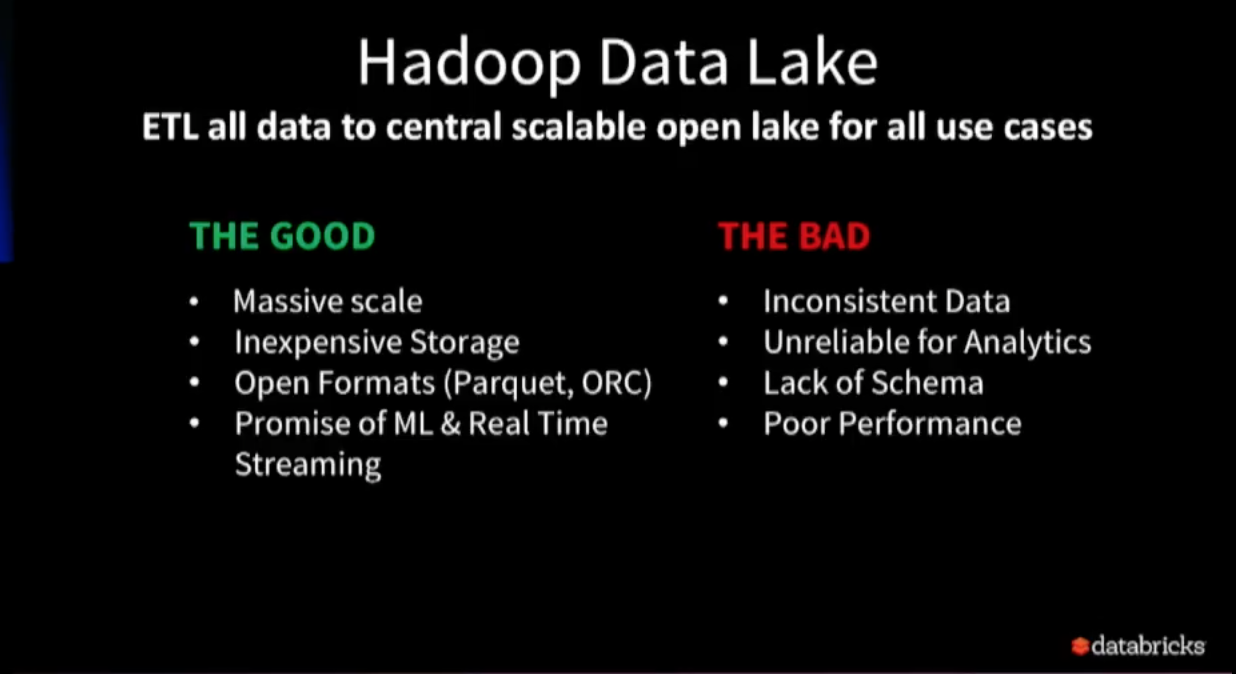 Hadoop Data Lake
ETL all data to central scalable open lake for all use cases
THE GOOD
• Massive scale
• Inexpensive Storage
• Open Formats (Parquet, ORC)
• Promise of ML & Real Time
Streaming
THE BAD
• Inconsistent Data
• Unreliable for Analytics
• Lack of Schema
• Poor Performance
databricks